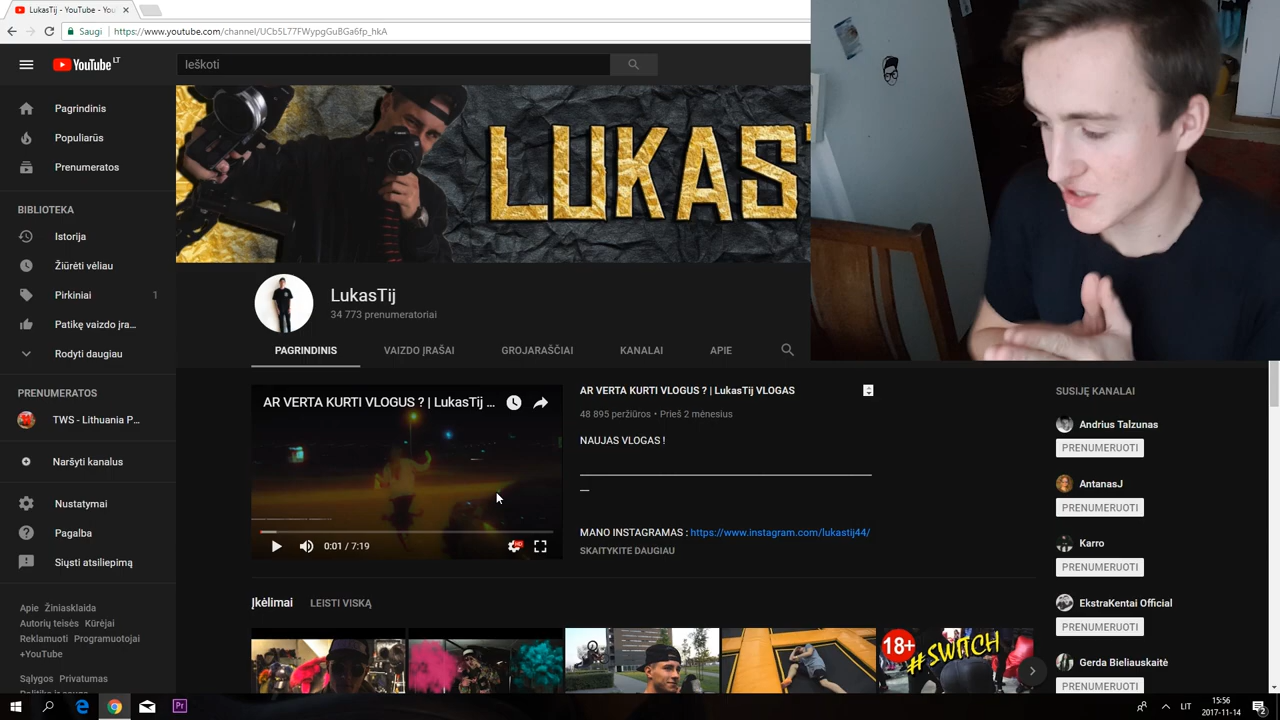 LukasTij - YouTube - You
Saugi
https://www.youtube.com/channel/UCb5L77FWypgGuBGa6fp_hkA
YouTube LT
Ieškoti
Pagrindinis
Populiarūs
Prenumeratos
BIBLIOTEKA
Istorija
Žiūrėti vėliau
Pirkiniai 1
Patikę vaizdo įra...
Rodyti daugiau
PRENUMERATOS
TWS - Lithuania P...
Naršyti kanalus
Nustatymai
Pagalba
Siųsti atsiliepimą
Apie Žiniasklaida
Autorių teisės Kūrėjai
Reklamuoti Programuotojai
+YouTube
Sąlygos Privatumas
LUKAS
LukasTij
34 773 prenumeratoriai
PAGRINDINIS VAIZDO ĮRAŠAI GROJARAŠČIAI KANALAI APIE
AR VERTA KURTI VLOGUS ? | LukasTij ...
0:01 / 7:19
HD
AR VERTA KURTI VLOGUS ? | LukasTij VLOGAS
48 895 peržiūros • Prieš 2 mėnesius
NAUJAS VLOGAS !
MANO INSTAGRAMAS : https://www.instagram.com/lukastij44/
SKAITYKITE DAUGIAU
Įkėlimai LEISTI VISKĄ
18+ #SWITCH
SUSIJĘ KANALAI
Andrius Talzunas
PRENUMERUOTI
AntanasJ
PRENUMERUOTI
Karro
PRENUMERUOTI
EkstraKentai Official
PRENUMERUOTI
Gerda Bieliauskaitė
PRENUMERUOTI
Pr
LIT
15:56
2017-11-14
2